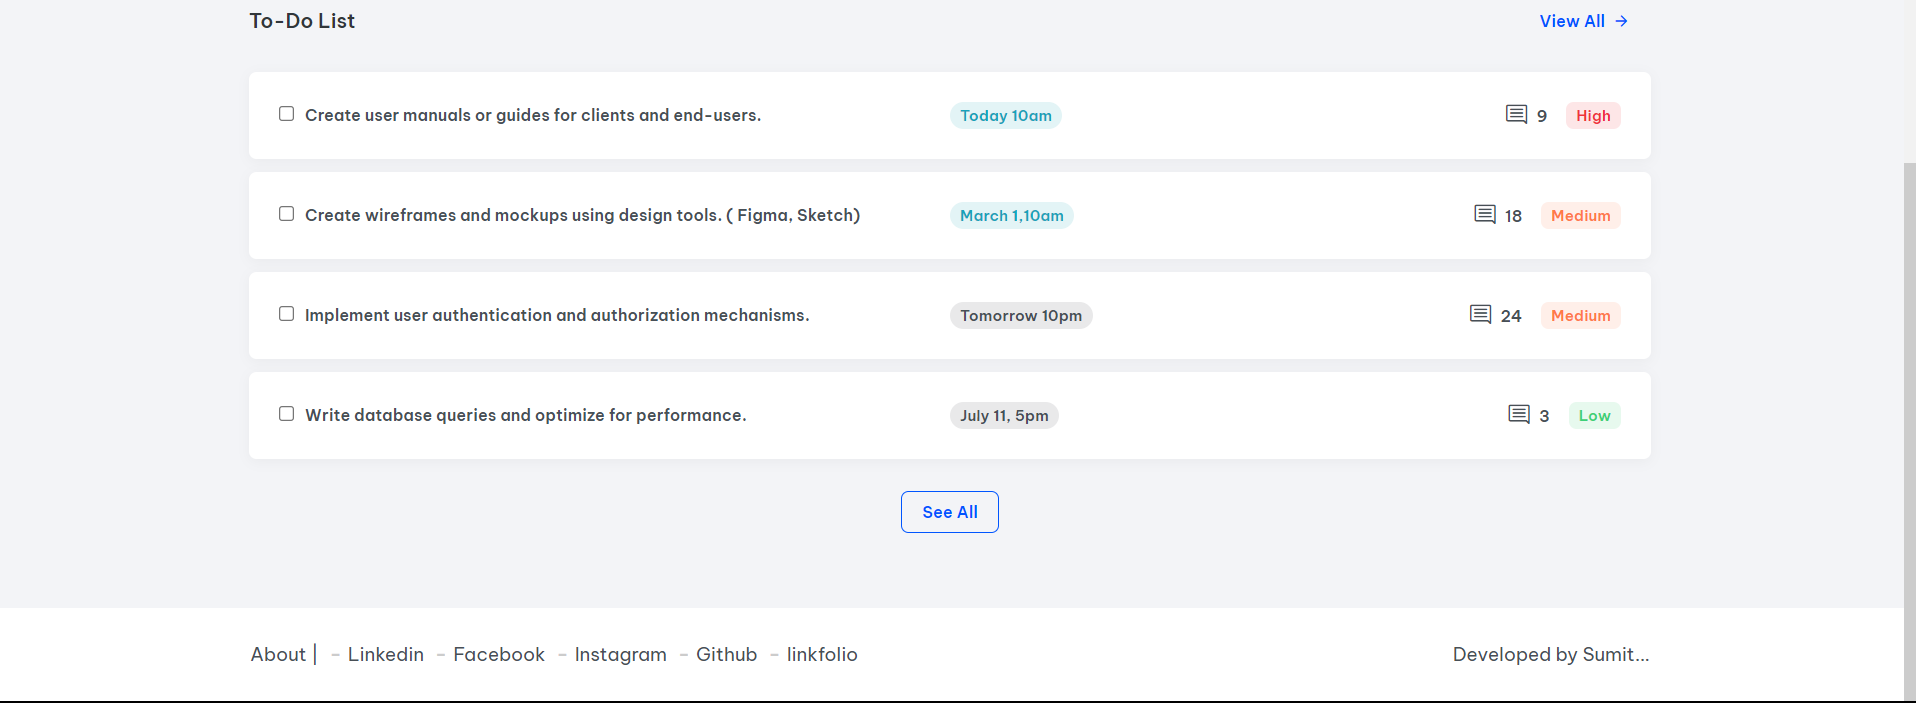 To-Do List View All →
Create user manuals or guides for clients and end-users. Today 10am 9 High
Create wireframes and mockups using design tools. ( Figma, Sketch) March 1,10am 18 Medium
Implement user authentication and authorization mechanisms. Tomorrow 10pm 24 Medium
Write database queries and optimize for performance. July 11, 5pm 3 Low
See All
About | - Linkedin - Facebook - Instagram - Github - linkfolio Developed by Sumit...